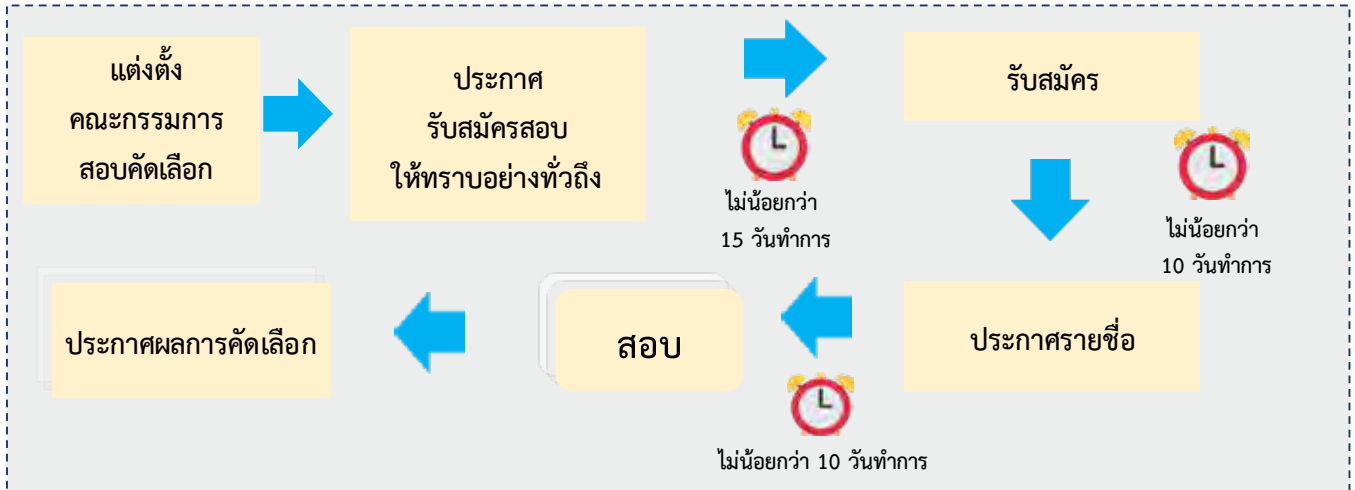 แต่งตั้ง
คณะกรรมการ
สอบคัดเลือก
ประกาศ
รับสมัครสอบ
ให้ทราบอย่างทั่วถึง
ไม่น้อยกว่า
15 วันทำการ
รับสมัคร
ไม่น้อยกว่า
10 วันทำการ
ประกาศรายชื่อ
ไม่น้อยกว่า 10 วันทำการ
สอบ
ประกาศผลการคัดเลือก